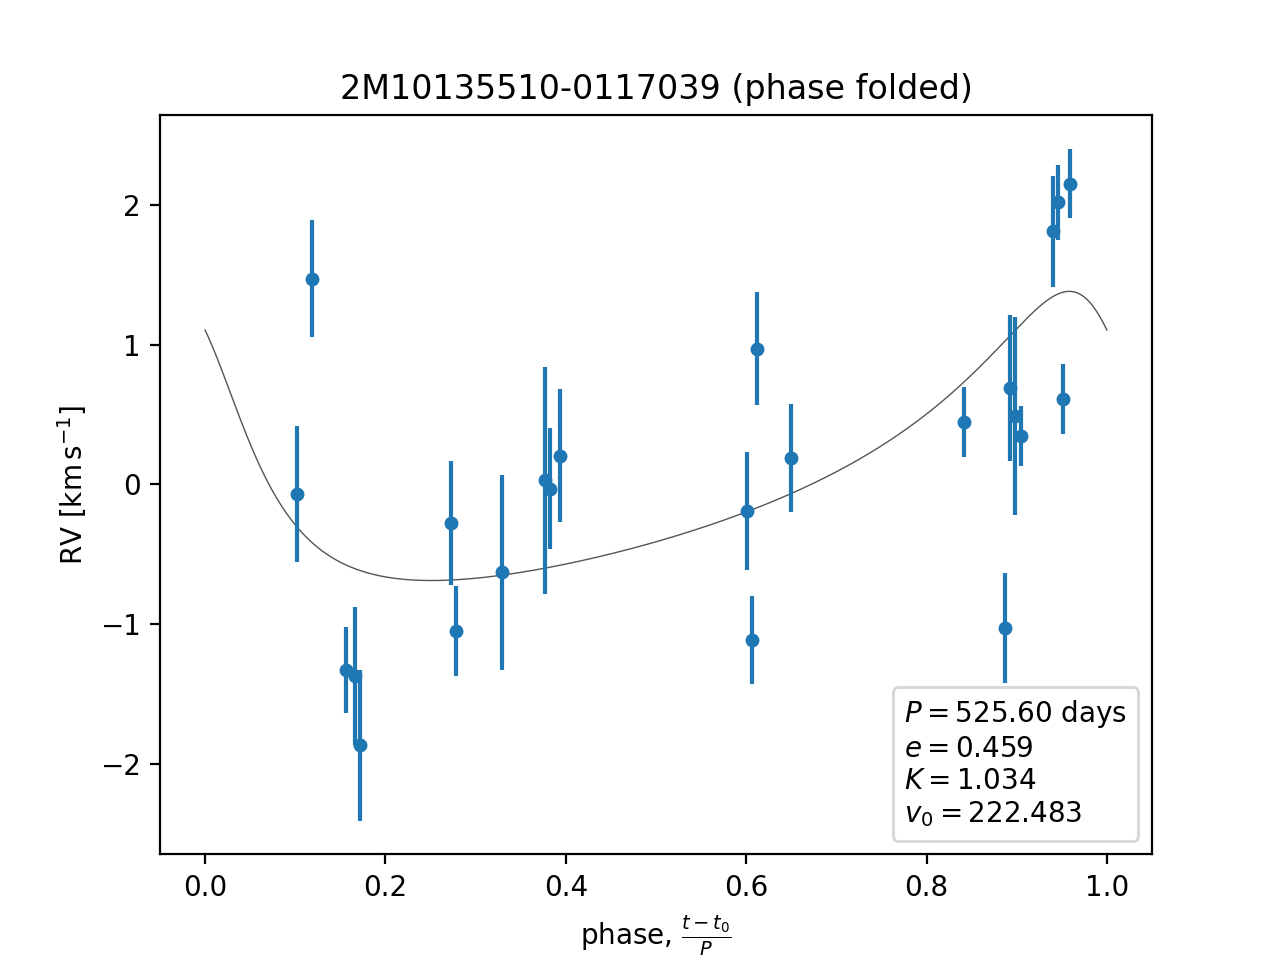 2M10135510-0117039 (phase folded)
RV [km s⁻¹]
2
1
0
−1
−2
P = 525.60 days
e = 0.459
K = 1.034
v₀ = 222.483
0.0 0.2 0.4 0.6 0.8 1.0
phase, (t − t₀)/P